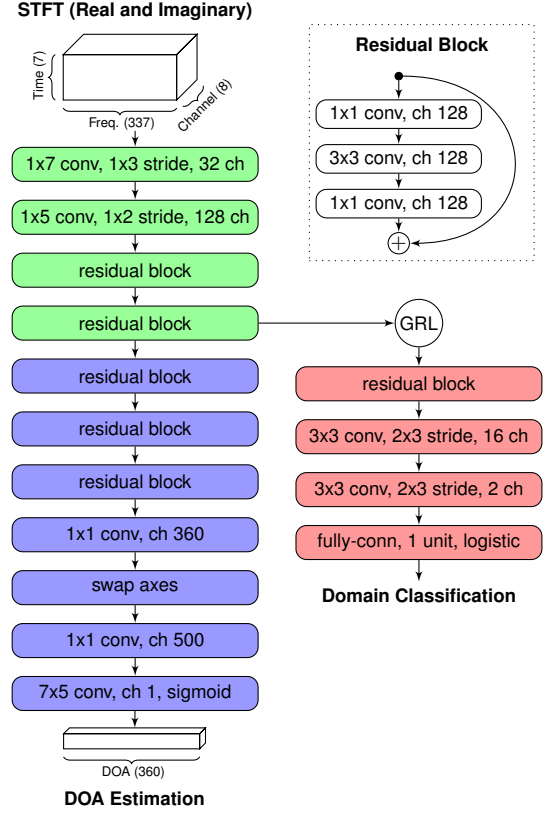 STFT (Real and Imaginary)
Time (7)
Freq. (337)
Channel (8)
1x7 conv, 1x3 stride, 32 ch
1x5 conv, 1x2 stride, 128 ch
residual block
residual block
residual block
residual block
residual block
1x1 conv, ch 360
swap axes
1x1 conv, ch 500
7x5 conv, ch 1, sigmoid
DOA (360)
DOA Estimation
Residual Block
1x1 conv, ch 128
3x3 conv, ch 128
1x1 conv, ch 128
+
GRL
residual block
3x3 conv, 2x3 stride, 16 ch
3x3 conv, 2x3 stride, 2 ch
fully-conn, 1 unit, logistic
Domain Classification